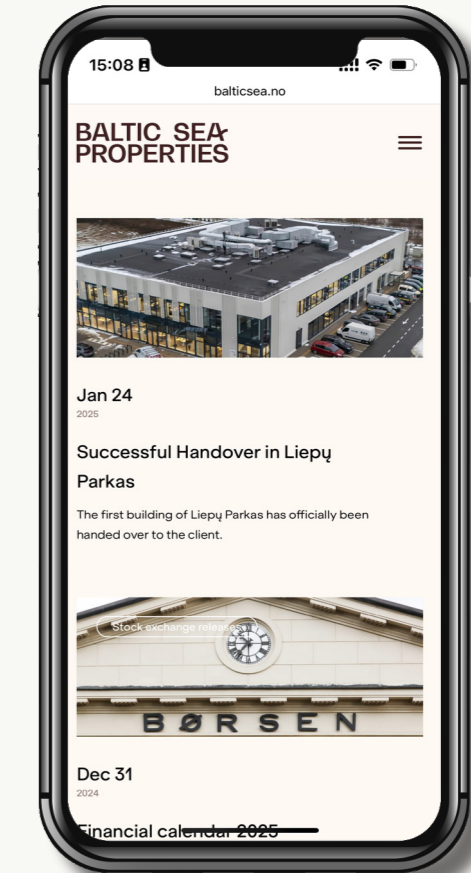 15:08
balticsea.no
BALTIC SEA
PROPERTIES
Jan 24
2025
Successful Handover in Liepų
Parkas
The first building of Liepų Parkas has officially been
handed over to the client.
Stock exchange releases
BØRSEN
Dec 31
2024
Financial calendar 2025